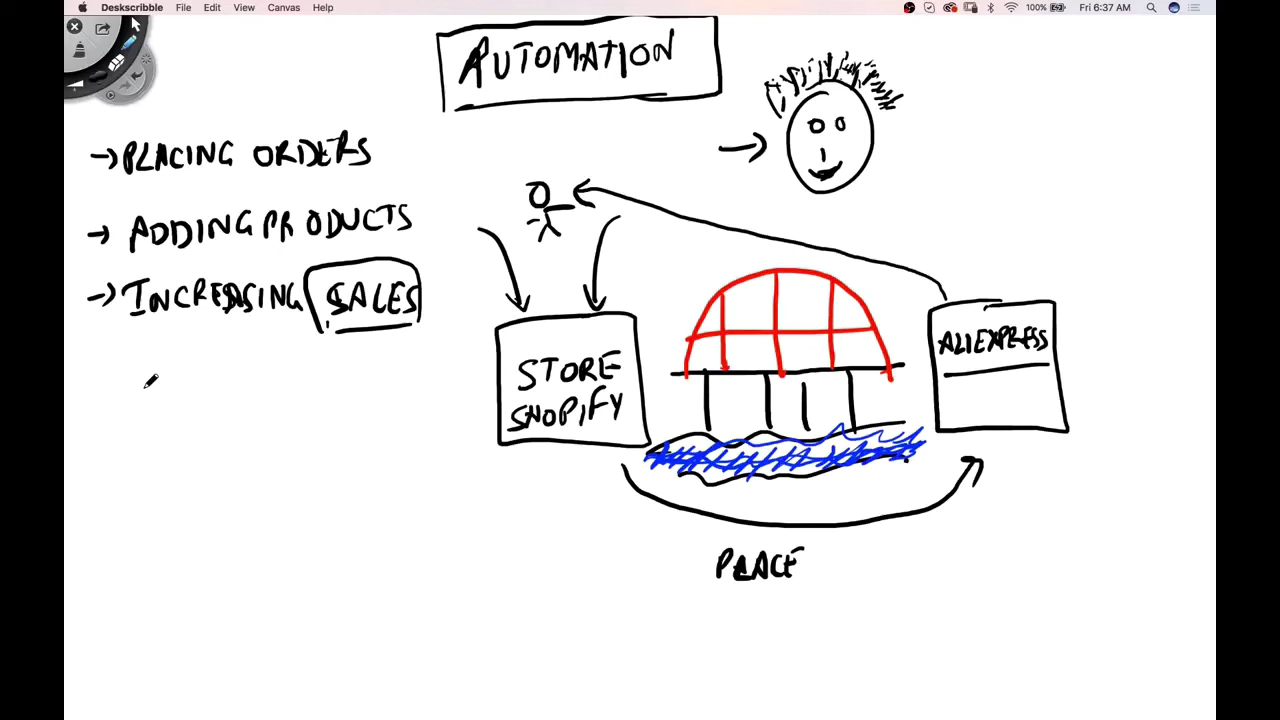 Deskscribble File Edit View Canvas Help 100% Fri 6:37 AM
AUTOMATION
→ PLACING ORDERS
→ ADDING PRODUCTS
→ INCREASING SALES
STORE
SHOPIFY
ALIEXPRESS
PLACE